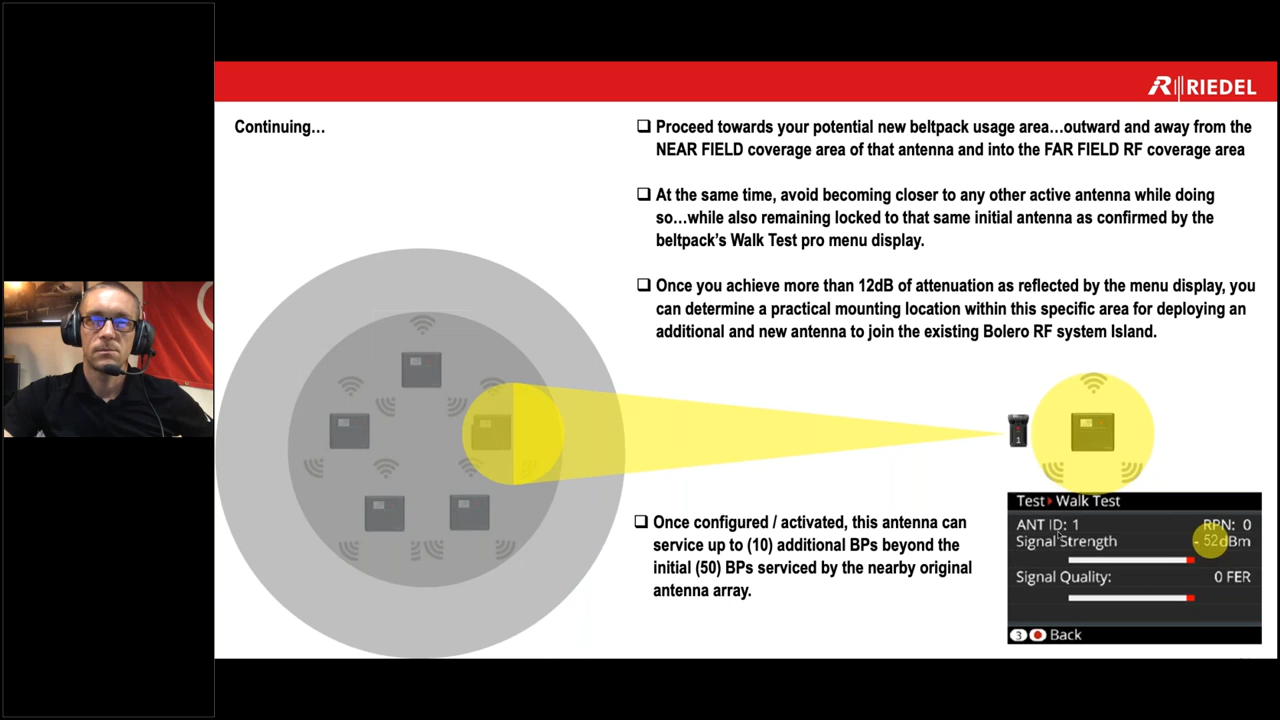 RIEDEL
Continuing…
Proceed towards your potential new beltpack usage area…outward and away from the
NEAR FIELD coverage area of that antenna and into the FAR FIELD RF coverage area
At the same time, avoid becoming closer to any other active antenna while doing
so…while also remaining locked to that same initial antenna as confirmed by the
beltpack's Walk Test pro menu display.
Once you achieve more than 12dB of attenuation as reflected by the menu display, you
can determine a practical mounting location within this specific area for deploying an
additional and new antenna to join the existing Bolero RF system Island.
1
Once configured / activated, this antenna can
service up to (10) additional BPs beyond the
initial (50) BPs serviced by the nearby original
antenna array.
Test Walk Test
ANT ID: 1 RPN: 0
Signal Strength - 52dBm
Signal Quality: 0 FER
3 Back